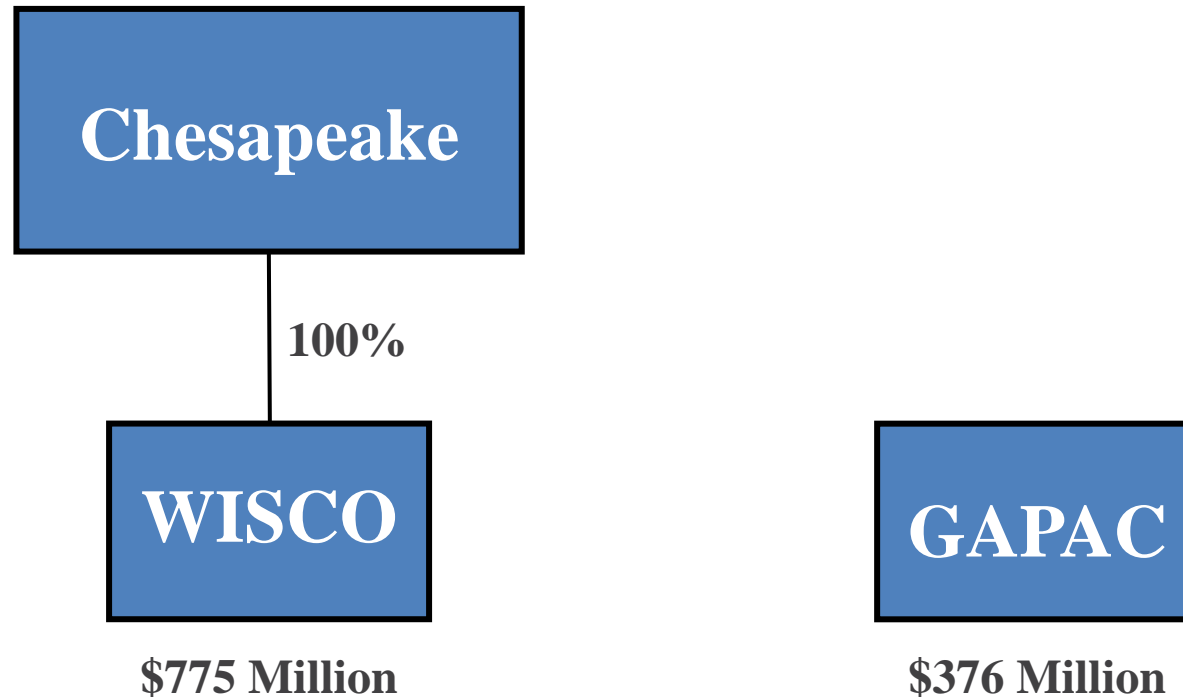 Chesapeake
100%
WISCO
GAPAC
$775 Million
$376 Million